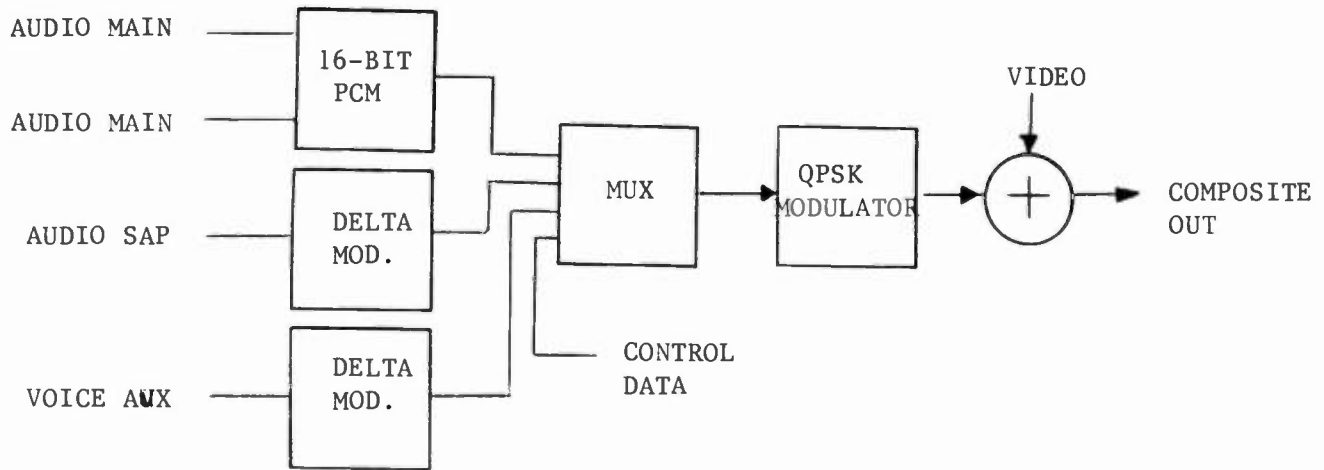 AUDIO MAIN
16-BIT
PCM
AUDIO MAIN
AUDIO SAP
DELTA
MOD.
VOICE AUX
DELTA
MOD.
MUX
CONTROL
DATA
QPSK
MODULATOR
VIDEO
+
COMPOSITE
OUT